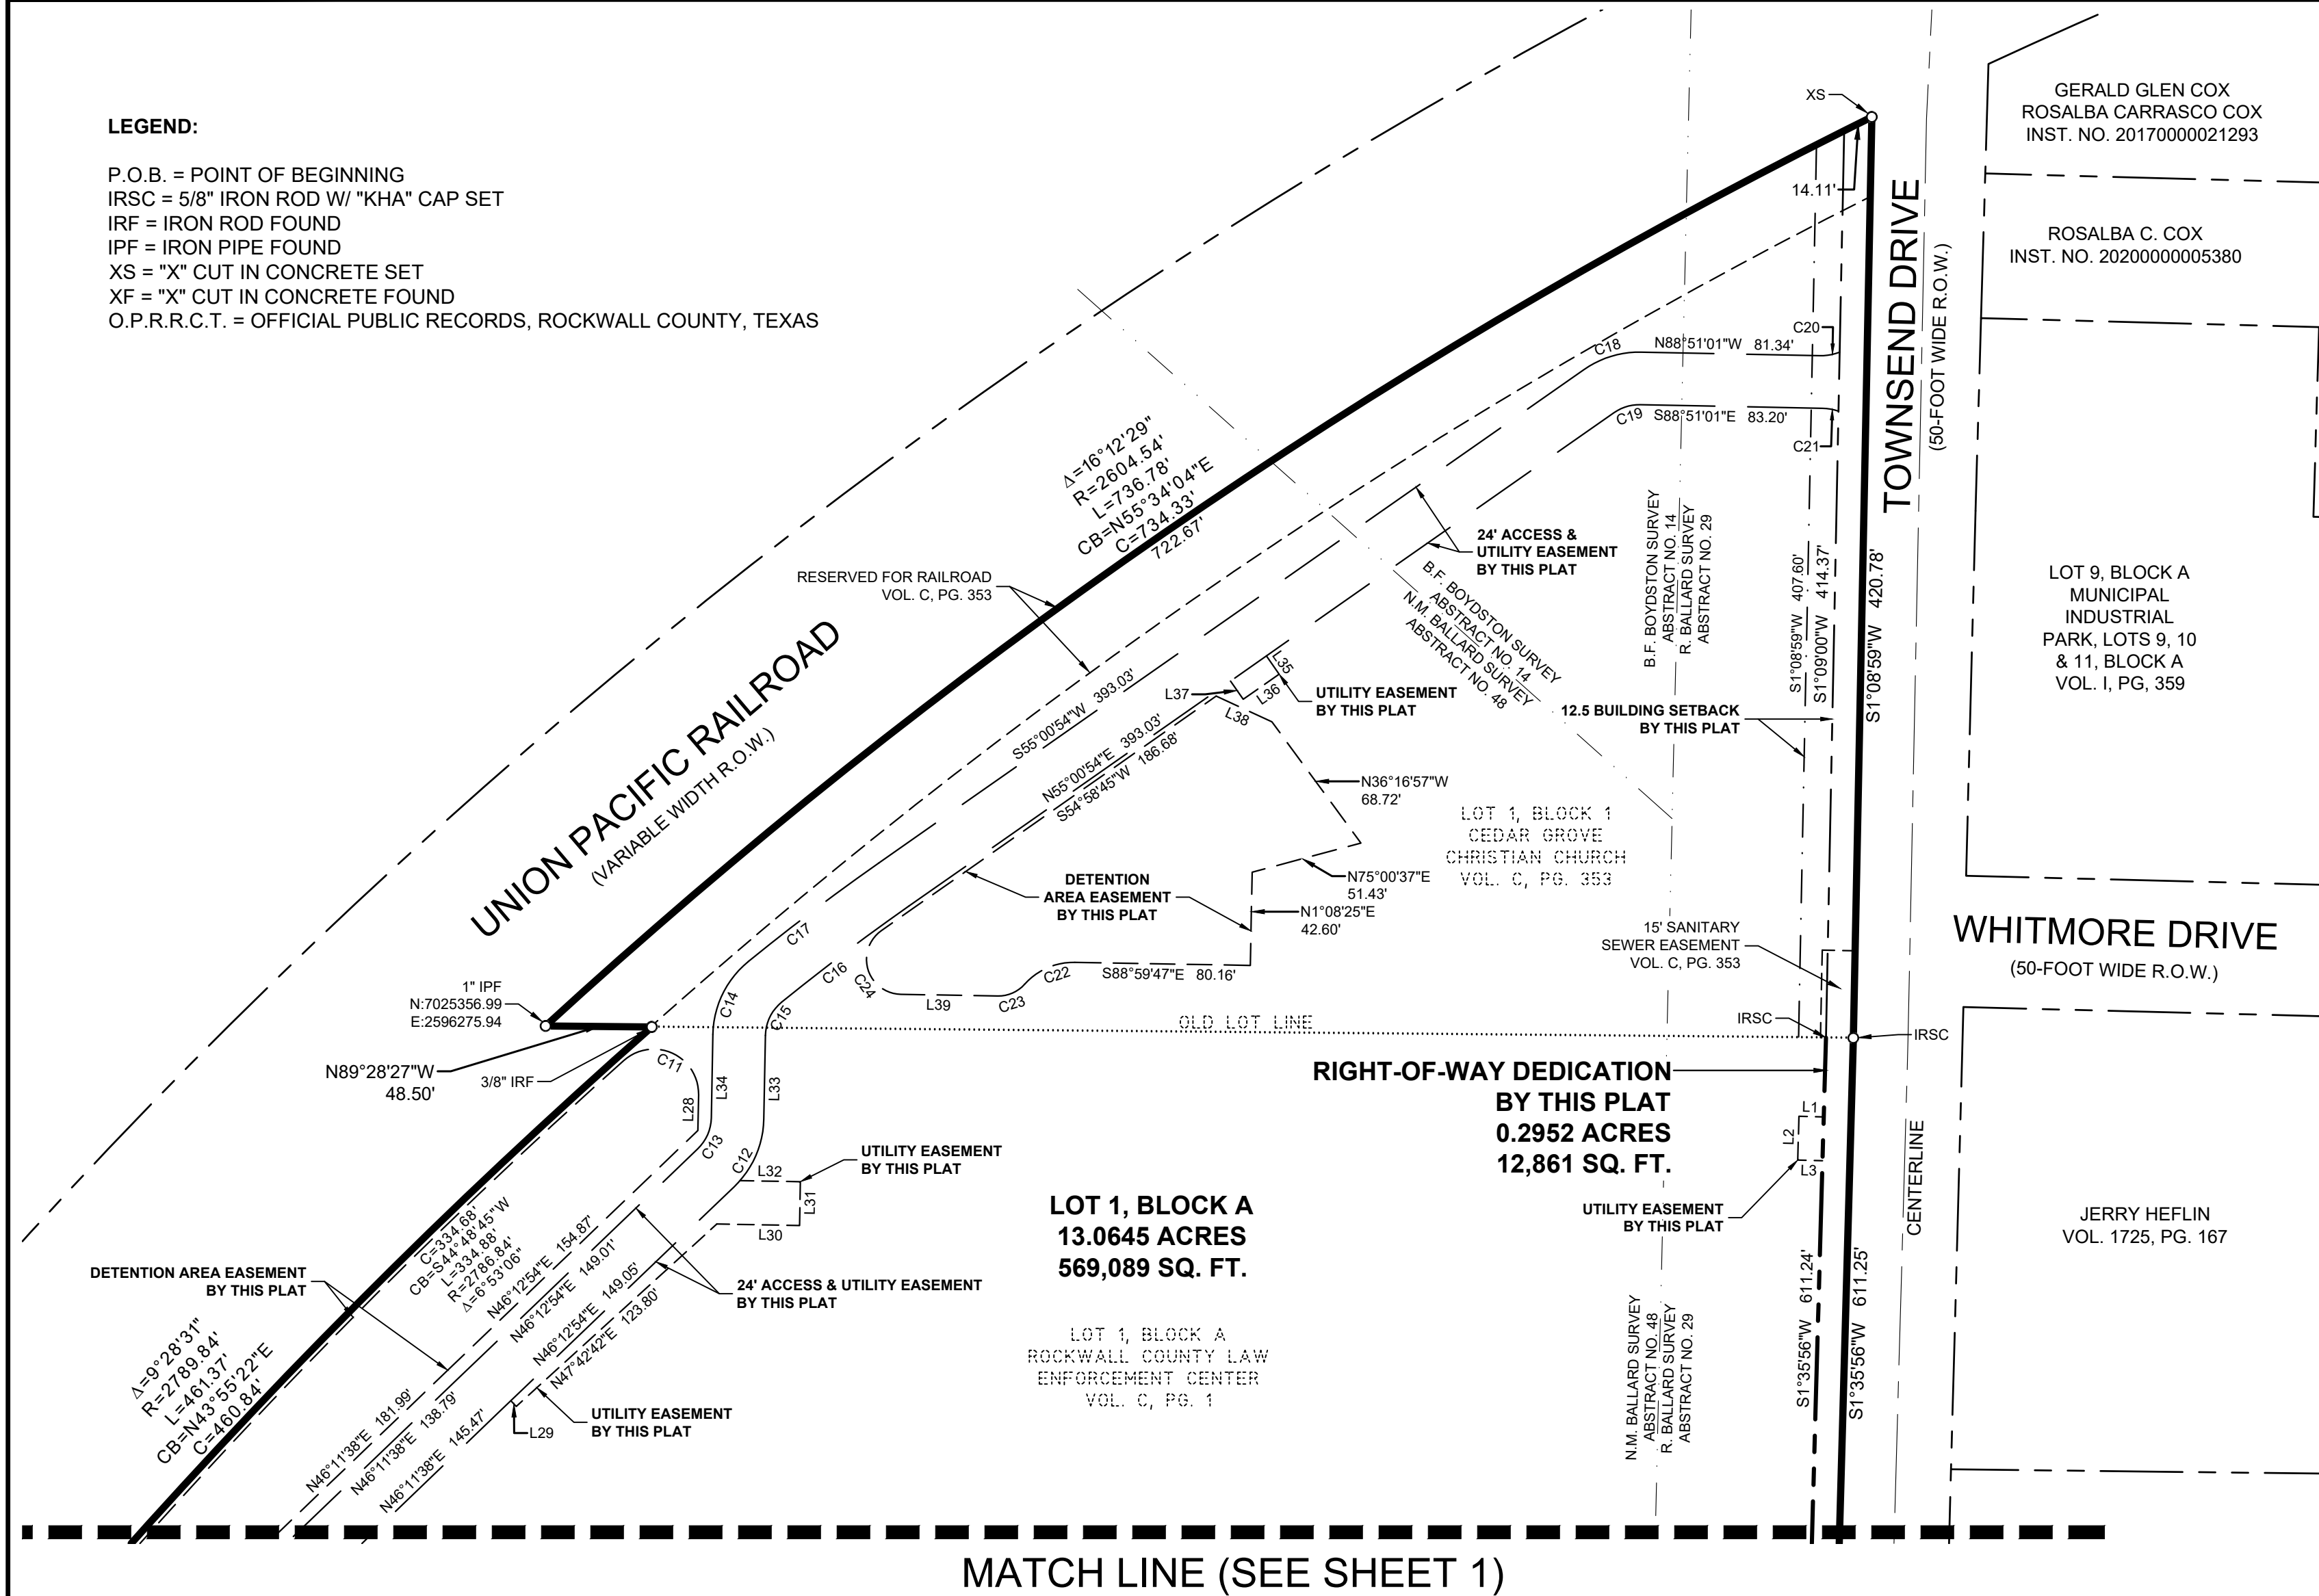 LEGEND:
P.O.B. = POINT OF BEGINNING
IRSC = 5/8" IRON ROD W/ "KHA" CAP SET
IRF = IRON ROD FOUND
IPF = IRON PIPE FOUND
XS = "X" CUT IN CONCRETE SET
XF = "X" CUT IN CONCRETE FOUND
O.P.R.R.C.T. = OFFICIAL PUBLIC RECORDS, ROCKWALL COUNTY, TEXAS
XS
14.11'
GERALD GLEN COX
ROSALBA CARRASCO COX
INST. NO. 20170000021293
ROSALBA C. COX
INST. NO. 20200000005380
TOWNSEND DRIVE
(50-FOOT WIDE R.O.W.)
C20
C18
N88°51'01"W 81.34'
C19
S88°51'01"E 83.20'
C21
Δ=16°12'29"
R=2604.54'
L=736.78'
CB=N55°34'04"E
C=734.33'
722.67'
RESERVED FOR RAILROAD
VOL. C, PG. 353
24' ACCESS &
UTILITY EASEMENT
BY THIS PLAT
B.F. BOYDSTON SURVEY
ABSTRACT NO. 14
N.M. BALLARD SURVEY
ABSTRACT NO. 48
B.F. BOYDSTON SURVEY
ABSTRACT NO. 14
R. BALLARD SURVEY
ABSTRACT NO. 29
S1°08'59"W 407.60'
S1°09'00"W 414.37'
S1°08'59"W 420.78'
LOT 9, BLOCK A
MUNICIPAL
INDUSTRIAL
PARK, LOTS 9, 10
& 11, BLOCK A
VOL. I, PG, 359
UNION PACIFIC RAILROAD
(VARIABLE WIDTH R.O.W.)
S55°00'54"W 393.03'
N55°00'54"E 393.03'
S54°58'45"W 186.68'
L35
L36
L37
L38
UTILITY EASEMENT
BY THIS PLAT
12.5 BUILDING SETBACK
BY THIS PLAT
N36°16'57"W
68.72'
LOT 1, BLOCK 1
CEDAR GROVE
CHRISTIAN CHURCH
VOL. C, PG. 353
N75°00'37"E
51.43'
N1°08'25"E
42.60'
DETENTION
AREA EASEMENT
BY THIS PLAT
15' SANITARY
SEWER EASEMENT
VOL. C, PG. 353
WHITMORE DRIVE
(50-FOOT WIDE R.O.W.)
C17
C16
C24
C22
S88°59'47"E 80.16'
L39
C23
C14
C15
1" IPF
N:7025356.99
E:2596275.94
OLD LOT LINE
IRSC
IRSC
N89°28'27"W
48.50'
3/8" IRF
C11
L28
L34
L33
C13
C12
L32
L31
L30
UTILITY EASEMENT
BY THIS PLAT
RIGHT-OF-WAY DEDICATION
BY THIS PLAT
0.2952 ACRES
12,861 SQ. FT.
L1
L2
L3
UTILITY EASEMENT
BY THIS PLAT
CENTERLINE
LOT 1, BLOCK A
13.0645 ACRES
569,089 SQ. FT.
JERRY HEFLIN
VOL. 1725, PG. 167
C=334.68'
CB=S44°48'45"W
L=334.88'
R=2786.84'
Δ=6°53'06"
DETENTION AREA EASEMENT
BY THIS PLAT
N46°12'54"E 154.87'
N46°12'54"E 149.01'
N46°12'54"E 149.05'
N47°42'42"E 123.80'
24' ACCESS & UTILITY EASEMENT
BY THIS PLAT
Δ=9°28'31"
R=2789.84'
L=461.37'
CB=N43°55'22"E
C=460.84'
N46°11'38"E 181.99'
N46°11'38"E 138.79'
N46°11'38"E 145.47'
L29
UTILITY EASEMENT
BY THIS PLAT
LOT 1, BLOCK A
ROCKWALL COUNTY LAW
ENFORCEMENT CENTER
VOL. C, PG. 1
N.M. BALLARD SURVEY
ABSTRACT NO. 48
R. BALLARD SURVEY
ABSTRACT NO. 29
S1°35'56"W 611.24'
S1°35'56"W 611.25'
MATCH LINE (SEE SHEET 1)